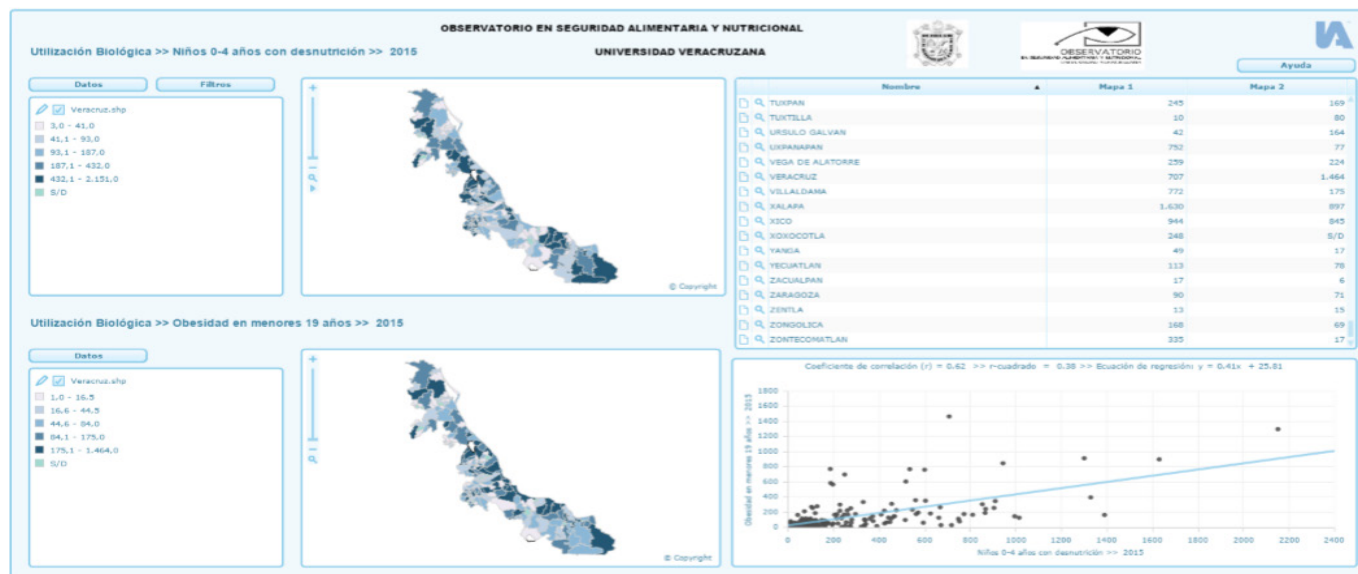 OBSERVATORIO EN SEGURIDAD ALIMENTARIA Y NUTRICIONAL
UNIVERSIDAD VERACRUZANA
OBSERVATORIO
Ayuda
Utilización Biológica >> Niños 0-4 años con desnutrición >> 2015
Datos
Filtros
Veracruz.shp
3,0 - 41,0
41,1 - 93,0
93,1 - 187,0
187,1 - 432,0
432,1 - 2.151,0
S/D
© Copyright
Nombre Mapa 1 Mapa 2
TUXPAN 245 169
TUXTILLA 10 80
URSULO GALVAN 42 164
UXPANAPAN 752 77
VEGA DE ALATORRE 259 224
VERACRUZ 707 1.464
VILLALDAMA 772 175
XALAPA 1.630 897
XICO 944 845
XOXOCOTLA 248 S/D
YANGA 49 17
YECUATLAN 113 78
ZACUALPAN 17 6
ZARAGOZA 90 71
ZENTLA 13 15
ZONGOLICA 168 69
ZONTECOMATLAN 335 17
Utilización Biológica >> Obesidad en menores 19 años >> 2015
Datos
Veracruz.shp
1,0 - 16,5
16,6 - 44,5
44,6 - 84,0
84,1 - 175,0
175,1 - 1.464,0
S/D
© Copyright
Coeficiente de correlación (r) = 0.62 >> r-cuadrado = 0.38 >> Ecuación de regresión: y = 0.41x + 25.81
Obesidad en menores 19 años >> 2015
1800
1600
1400
1200
1000
800
600
400
200
0
0 200 400 600 800 1000 1200 1400 1600 1800 2000 2200 2400
Niños 0-4 años con desnutrición >> 2015